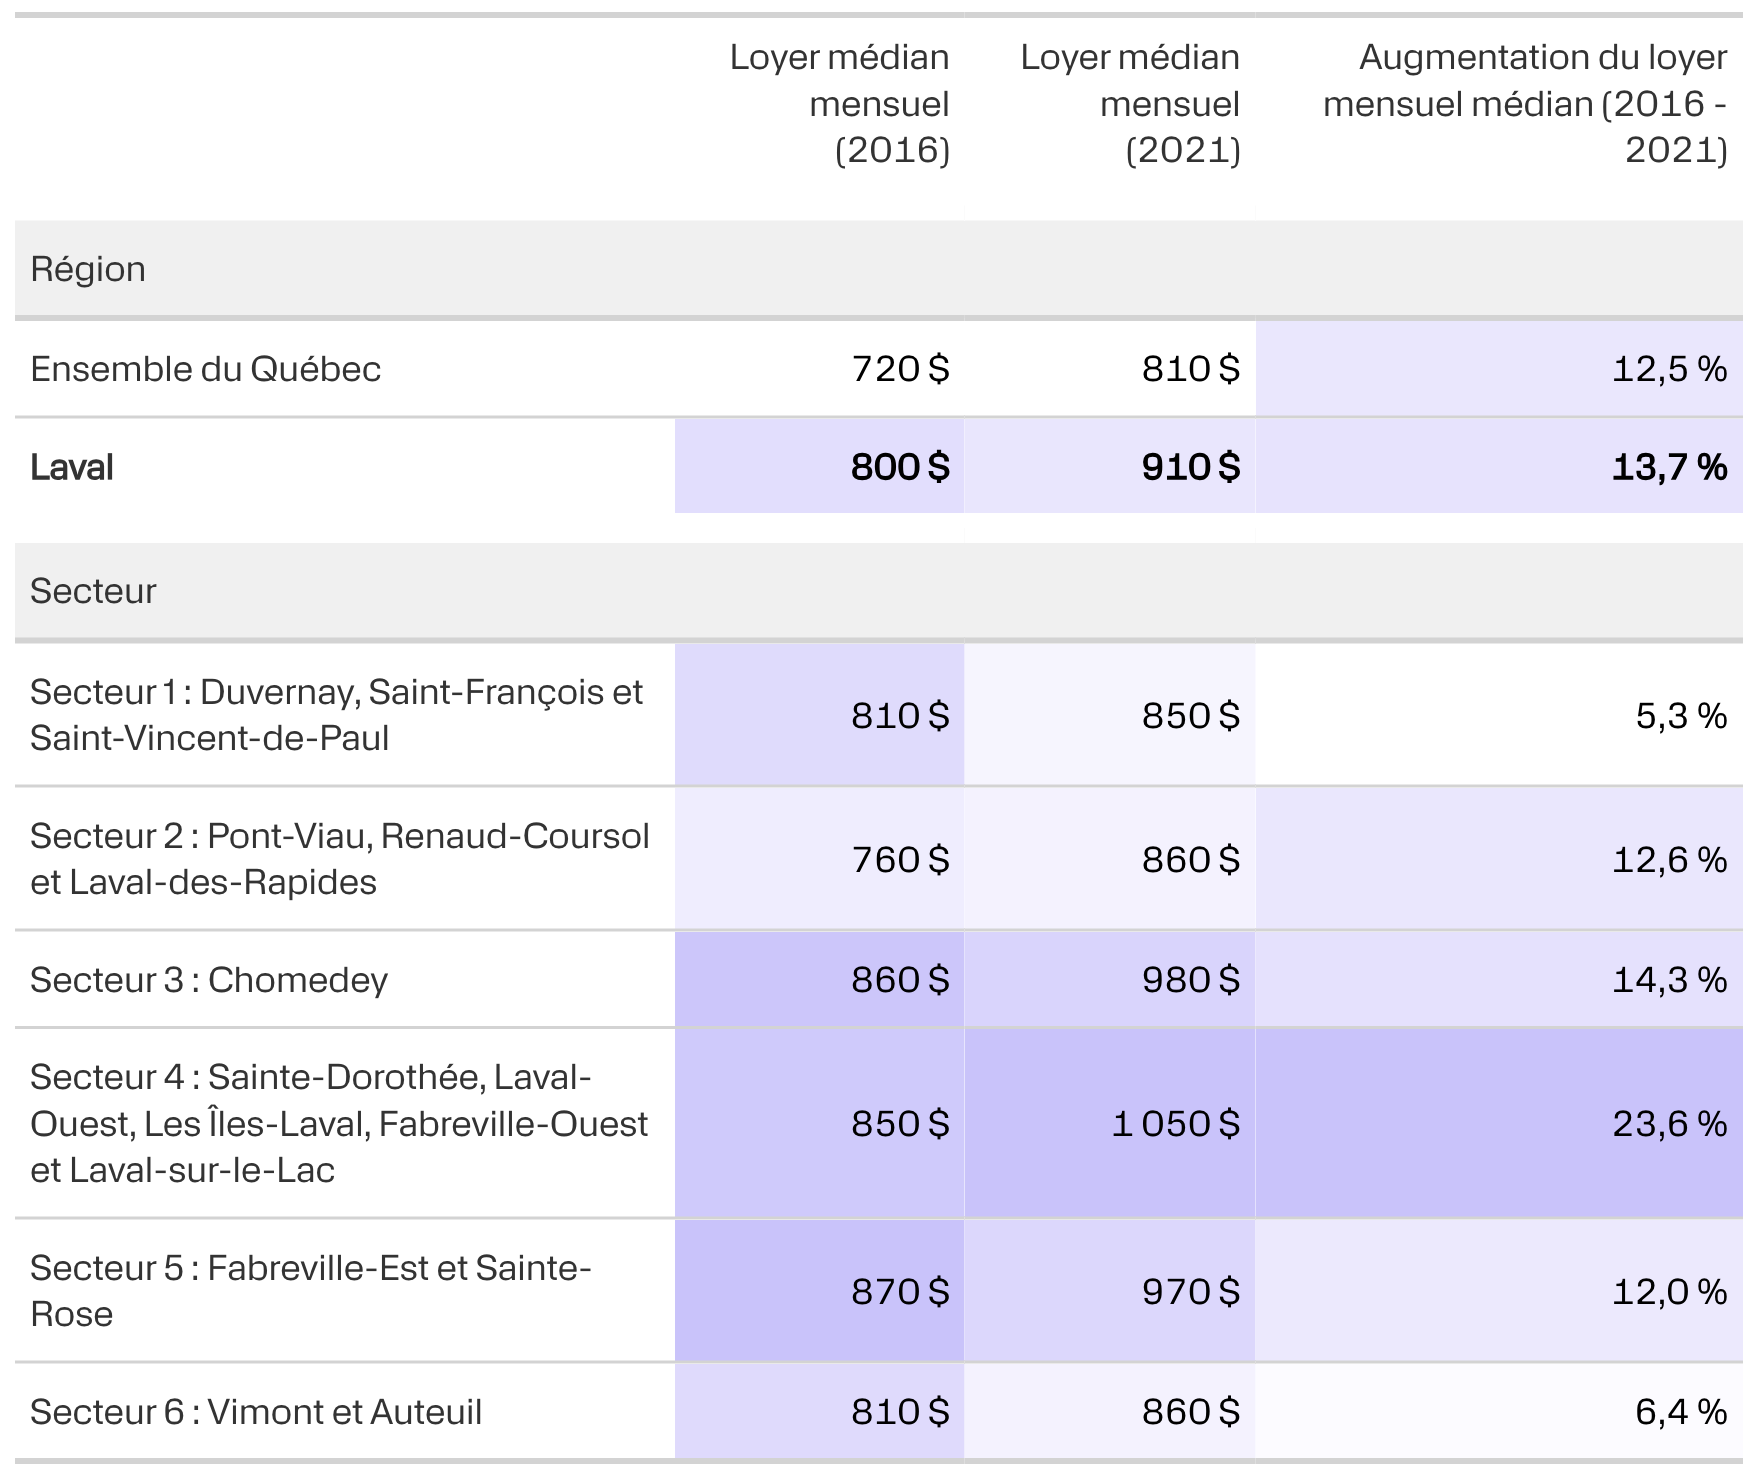 Loyer médian
mensuel
(2016)
Loyer médian
mensuel
(2021)
Augmentation du loyer
mensuel médian (2016 -
2021)
Région
Ensemble du Québec 720 $ 810 $ 12,5 %
Laval 800 $ 910 $ 13,7 %
Secteur
Secteur 1 : Duvernay, Saint-François et
Saint-Vincent-de-Paul
810 $ 850 $ 5,3 %
Secteur 2 : Pont-Viau, Renaud-Coursol
et Laval-des-Rapides
760 $ 860 $ 12,6 %
Secteur 3 : Chomedey 860 $ 980 $ 14,3 %
Secteur 4 : Sainte-Dorothée, Laval-
Ouest, Les Îles-Laval, Fabreville-Ouest
et Laval-sur-le-Lac
850 $ 1 050 $ 23,6 %
Secteur 5 : Fabreville-Est et Sainte-
Rose
870 $ 970 $ 12,0 %
Secteur 6 : Vimont et Auteuil 810 $ 860 $ 6,4 %